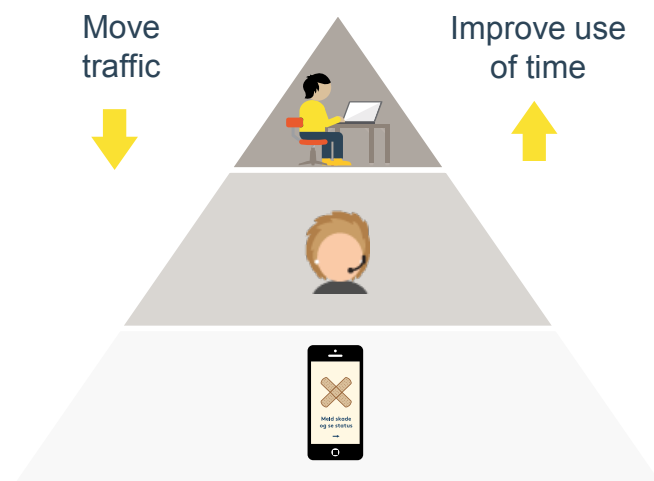 Move
traffic
Improve use
of time
Meld skade
og se status